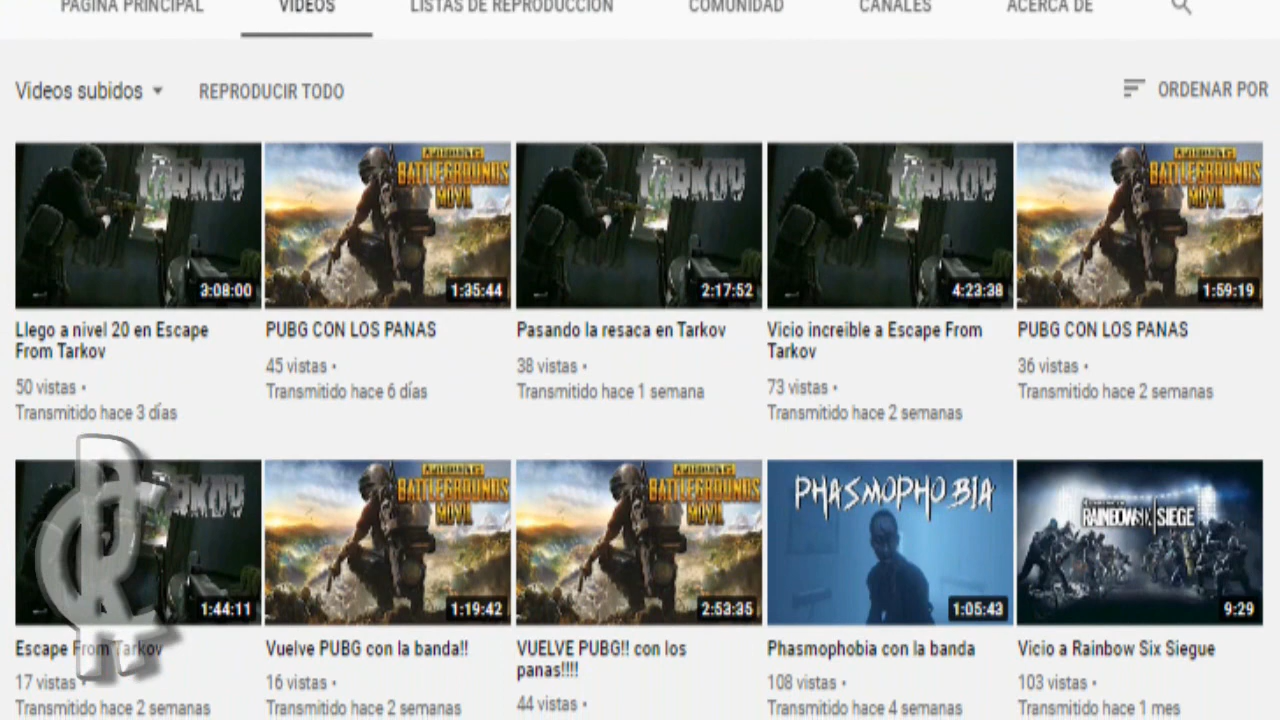 PÁGINA PRINCIPAL VÍDEOS LISTAS DE REPRODUCCIÓN COMUNIDAD CANALES ACERCA DE
Vídeos subidos REPRODUCIR TODO ORDENAR POR
TARKOV BATTLEGROUNDS MÓVIL TARKOV TARKOV BATTLEGROUNDS MÓVIL
3:08:00 1:35:44 2:17:52 4:23:38 1:59:19
Llego a nivel 20 en Escape From Tarkov
50 vistas •
Transmitido hace 3 días
PUBG CON LOS PANAS
45 vistas •
Transmitido hace 6 días
Pasando la resaca en Tarkov
38 vistas •
Transmitido hace 1 semana
Vicio increible a Escape From
Tarkov
73 vistas •
Transmitido hace 2 semanas
PUBG CON LOS PANAS
36 vistas •
Transmitido hace 2 semanas
BATTLEGROUNDS MÓVIL BATTLEGROUNDS MÓVIL PHASMOPHOBIA RAINBOWSIX SIEGE
1:44:11 1:19:42 2:53:35 1:05:43 9:29
Escape From Tarkov
17 vistas •
Transmitido hace 2 semanas
Vuelve PUBG con la banda!!
16 vistas •
Transmitido hace 2 semanas
VUELVE PUBG!! con los
panas!!!!
44 vistas •
Phasmophobia con la banda
108 vistas •
Transmitido hace 4 semanas
Vicio a Rainbow Six Siegue
103 vistas •
Transmitido hace 1 mes